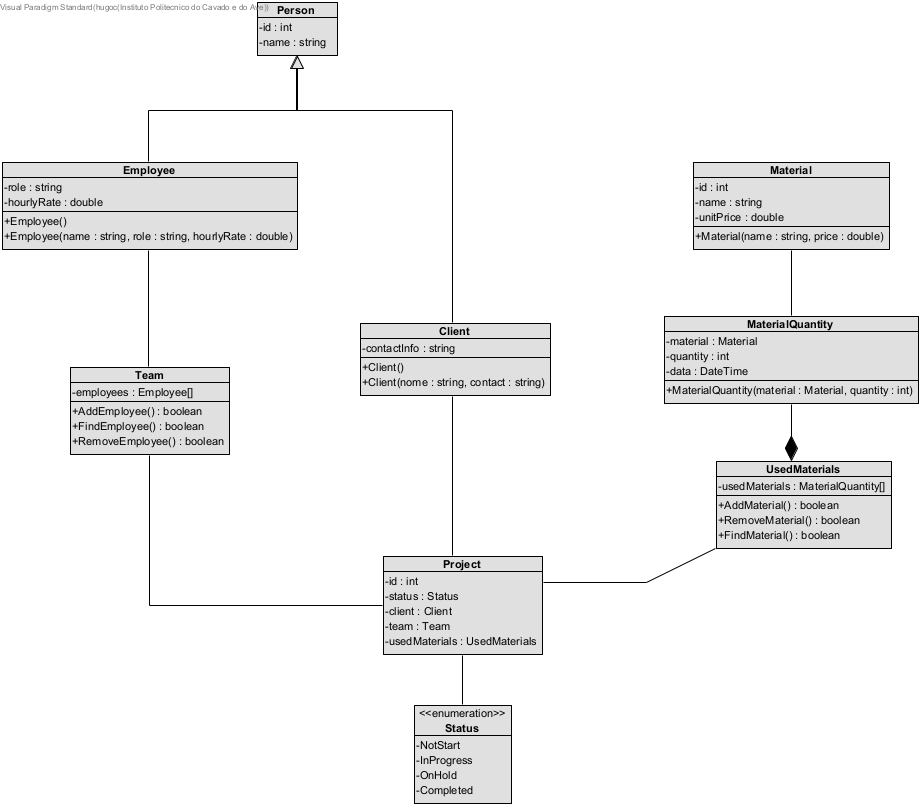 Visual Paradigm Standard(hugoc(Instituto Politecnico do Cavado e do Ave))
Person
-id : int
-name : string
Employee
-role : string
-hourlyRate : double
+Employee()
+Employee(name : string, role : string, hourlyRate : double)
Material
-id : int
-name : string
-unitPrice : double
+Material(name : string, price : double)
Client
-contactInfo : string
+Client()
+Client(nome : string, contact : string)
MaterialQuantity
-material : Material
-quantity : int
-data : DateTime
+MaterialQuantity(material : Material, quantity : int)
Team
-employees : Employee[]
+AddEmployee() : boolean
+FindEmployee() : boolean
+RemoveEmployee() : boolean
UsedMaterials
-usedMaterials : MaterialQuantity[]
+AddMaterial() : boolean
+RemoveMaterial() : boolean
+FindMaterial() : boolean
Project
-id : int
-status : Status
-client : Client
-team : Team
-usedMaterials : UsedMaterials
<<enumeration>>
Status
-NotStart
-InProgress
-OnHold
-Completed